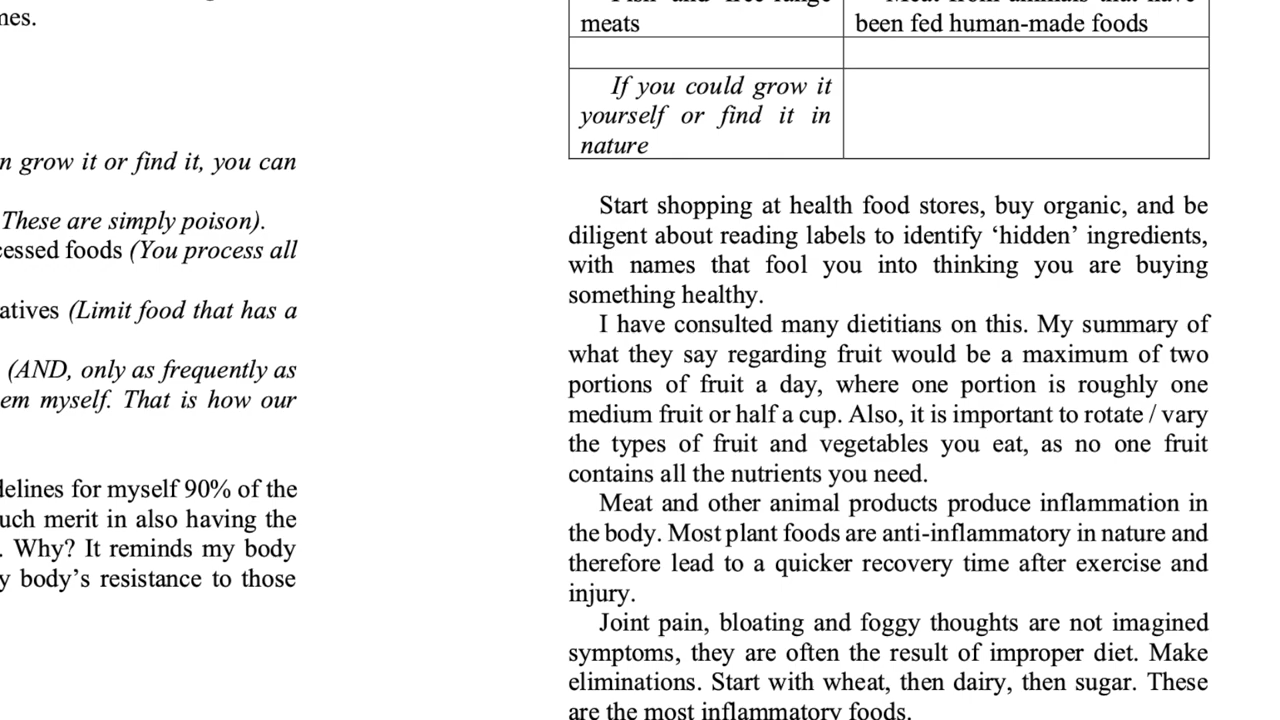 nes.
n grow it or find it, you can
These are simply poison).
cessed foods (You process all
atives (Limit food that has a
(AND, only as frequently as
em myself. That is how our
delines for myself 90% of the
uch merit in also having the
. Why? It reminds my body
y body’s resistance to those
Fish and free-range
meats
Meat from animals that have
been fed human-made foods
If you could grow it
yourself or find it in
nature
Start shopping at health food stores, buy organic, and be
diligent about reading labels to identify ‘hidden’ ingredients,
with names that fool you into thinking you are buying
something healthy.
I have consulted many dietitians on this. My summary of
what they say regarding fruit would be a maximum of two
portions of fruit a day, where one portion is roughly one
medium fruit or half a cup. Also, it is important to rotate / vary
the types of fruit and vegetables you eat, as no one fruit
contains all the nutrients you need.
Meat and other animal products produce inflammation in
the body. Most plant foods are anti-inflammatory in nature and
therefore lead to a quicker recovery time after exercise and
injury.
Joint pain, bloating and foggy thoughts are not imagined
symptoms, they are often the result of improper diet. Make
eliminations. Start with wheat, then dairy, then sugar. These
are the most inflammatory foods.